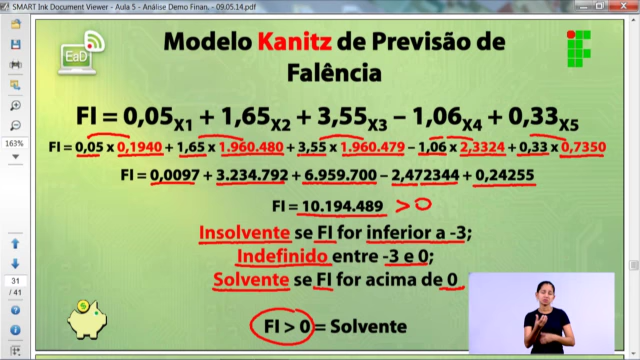 SMART Ink Document Viewer - Aula 5 - Análise Demo Finan. - 09.05.14.pdf
EaD
Modelo Kanitz de Previsão de
Falência
FI = 0,05X1 + 1,65X2 + 3,55X3 – 1,06X4 + 0,33X5
FI = 0,05 x 0,1940 + 1,65 x 1.960.480 + 3,55 x 1.960.479 – 1,06 x 2,3324 + 0,33 x 0,7350
FI = 0,0097 + 3.234.792 + 6.959.700 – 2,472344 + 0,24255
FI = 10.194.489 > 0
Insolvente se FI for inferior a -3;
Indefinido entre -3 e 0;
Solvente se FI for acima de 0
FI > 0 = Solvente
163%
31
/ 41